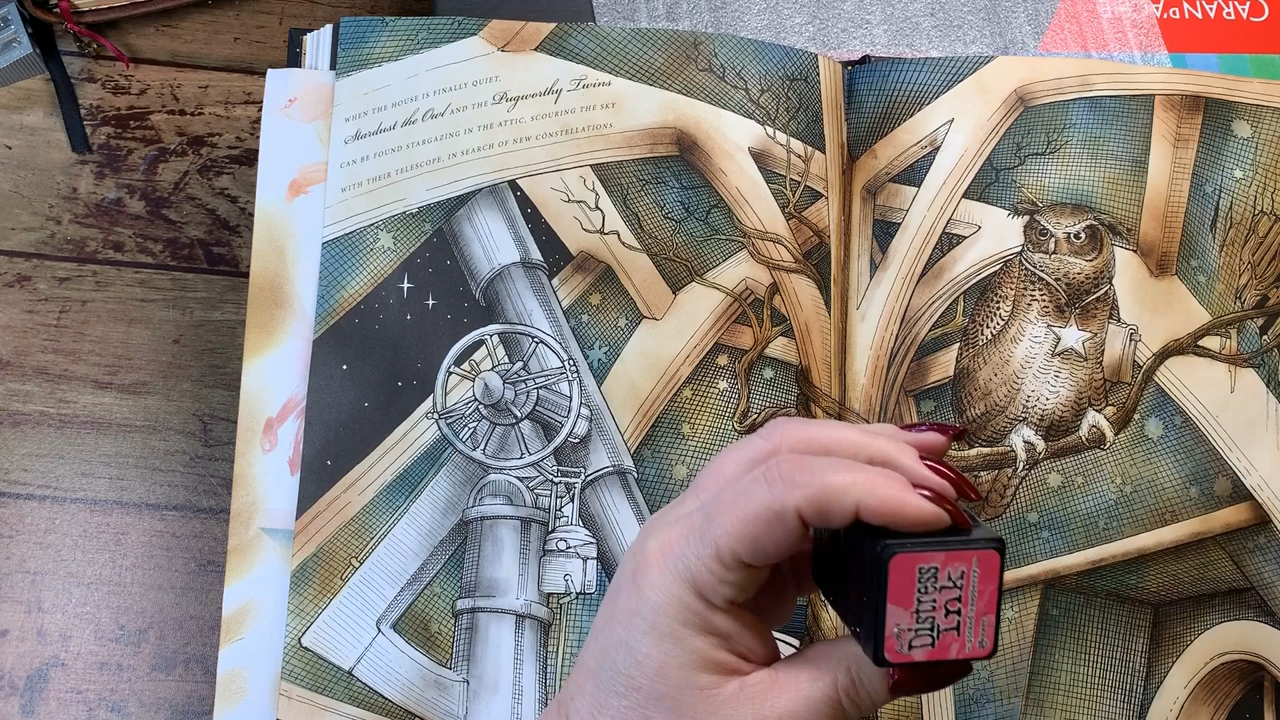 CARAN D'A
WHEN THE HOUSE IS FINALLY QUIET,
Stardust the Owl AND THE Pugworthy Twins
CAN BE FOUND STARGAZING IN THE ATTIC, SCOURING THE SKY
WITH THEIR TELESCOPE, IN SEARCH OF NEW CONSTELLATIONS.
Distress
Ink